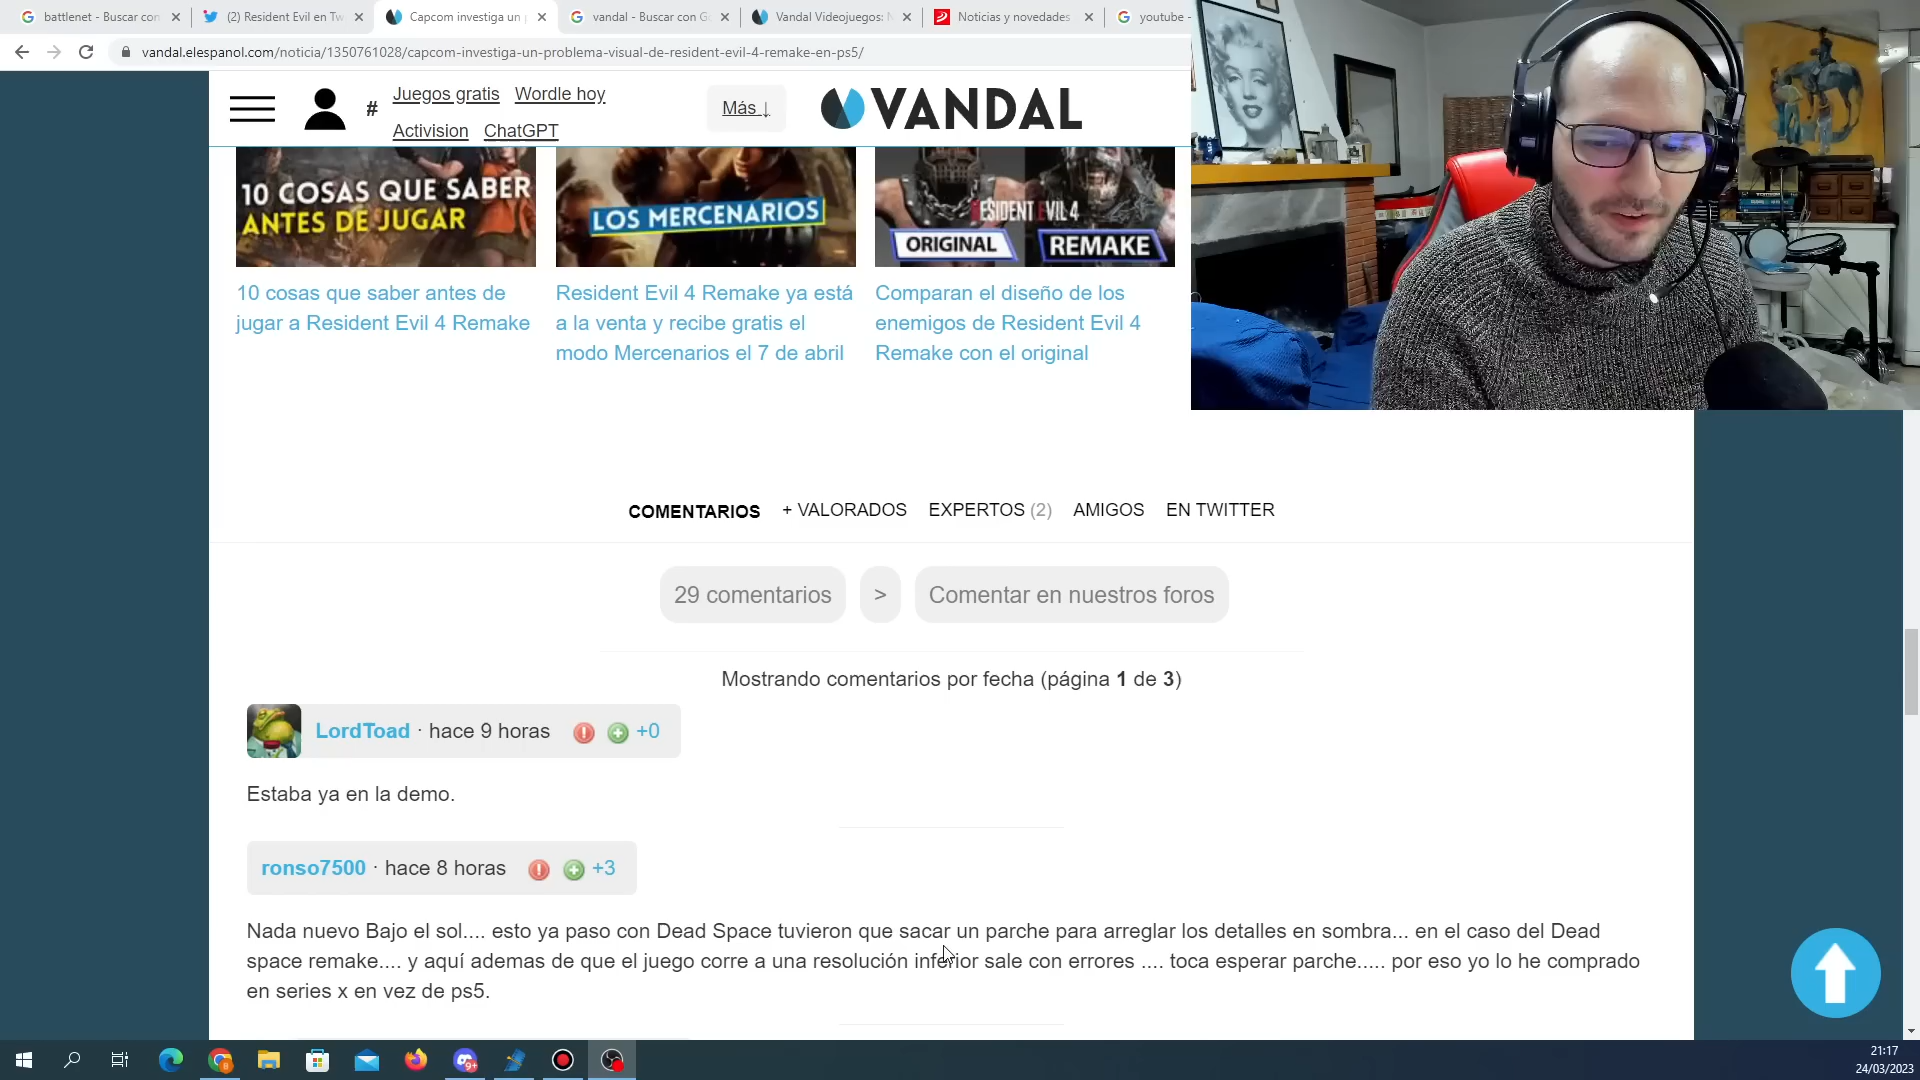 battlenet - Buscar con
(2) Resident Evil en Tw
Capcom investiga un p
vandal - Buscar con G
Vandal Videojuegos: N
Noticias y novedades
youtube -
vandal.elespanol.com/noticia/1350761028/capcom-investiga-un-problema-visual-de-resident-evil-4-remake-en-ps5/
# Juegos gratis Wordle hoy
Activision ChatGPT
Más ↓
VANDAL
10 COSAS QUE SABER
ANTES DE JUGAR
LOS MERCENARIOS
RESIDENT EVIL 4
ORIGINAL REMAKE
10 cosas que saber antes de
jugar a Resident Evil 4 Remake
Resident Evil 4 Remake ya está
a la venta y recibe gratis el
modo Mercenarios el 7 de abril
Comparan el diseño de los
enemigos de Resident Evil 4
Remake con el original
COMENTARIOS + VALORADOS EXPERTOS (2) AMIGOS EN TWITTER
29 comentarios > Comentar en nuestros foros
Mostrando comentarios por fecha (página 1 de 3)
LordToad · hace 9 horas +0
Estaba ya en la demo.
ronso7500 · hace 8 horas +3
Nada nuevo Bajo el sol.... esto ya paso con Dead Space tuvieron que sacar un parche para arreglar los detalles en sombra... en el caso del Dead
space remake.... y aquí ademas de que el juego corre a una resolución inferior sale con errores .... toca esperar parche..... por eso yo lo he comprado
en series x en vez de ps5.
9+
21:17
24/03/2023